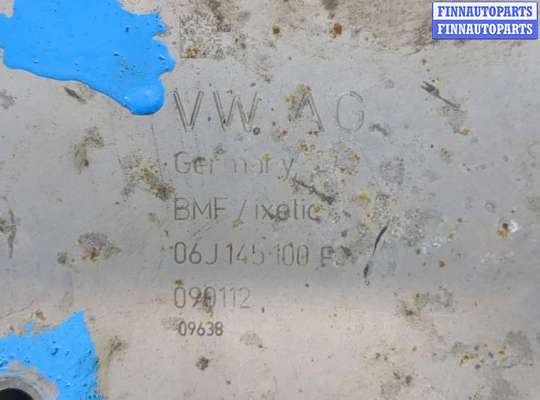 FINNAUTOPARTS
FINNAUTOPARTS
VW AG
Germany
BMF/ixetic
06J 145 100
090112
09638